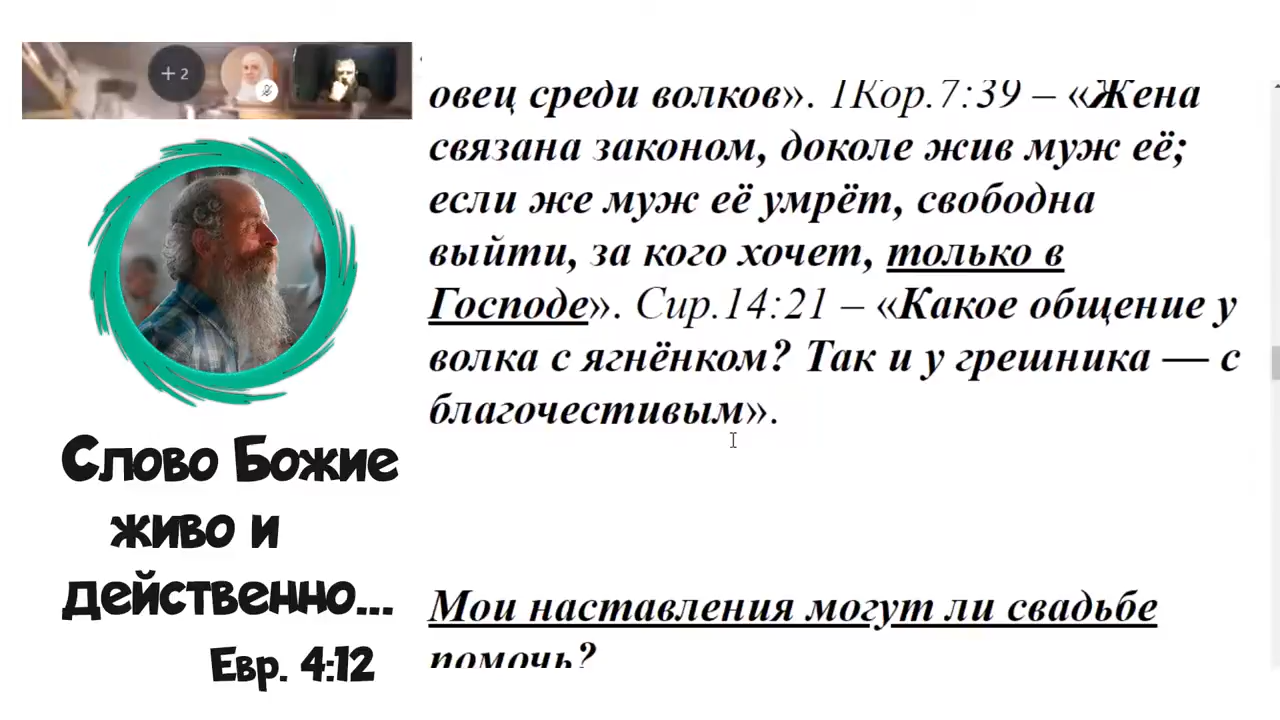 +2
овец среди волков». 1Кор.7:39 – «Жена
связана законом, доколе жив муж её;
если же муж её умрёт, свободна
выйти, за кого хочет, только в
Господе». Сир.14:21 – «Какое общение у
волка с ягнёнком? Так и у грешника — с
благочестивым».
Мои наставления могут ли свадьбе
помочь?
Слово Божие
живо и
действенно...
Евр. 4:12